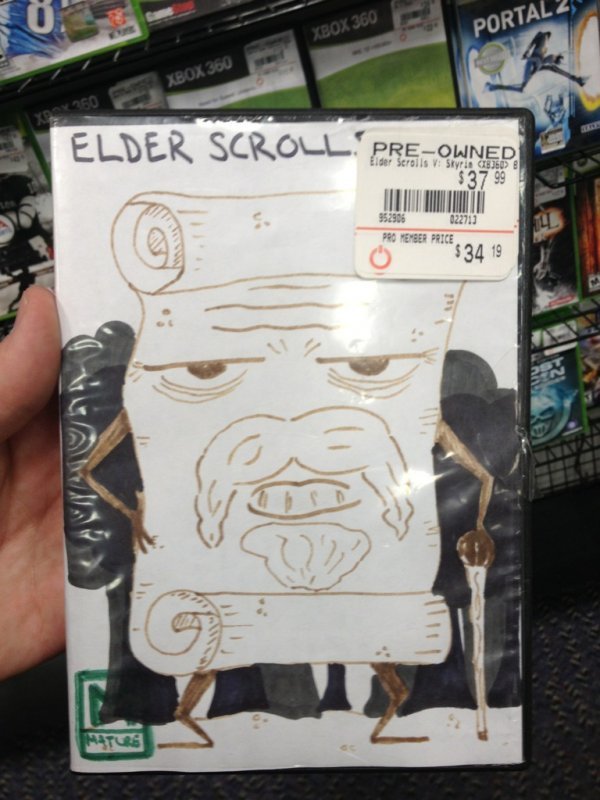 XBOX 360
XBOX 360
XBOX 360
PORTAL 2
ELDER SCROLLS
PRE-OWNED
Elder Scrolls V: Skyrim <XB360> B
$37 99
952906 022713
PRO MEMBER PRICE
$34 19
M
MATURE